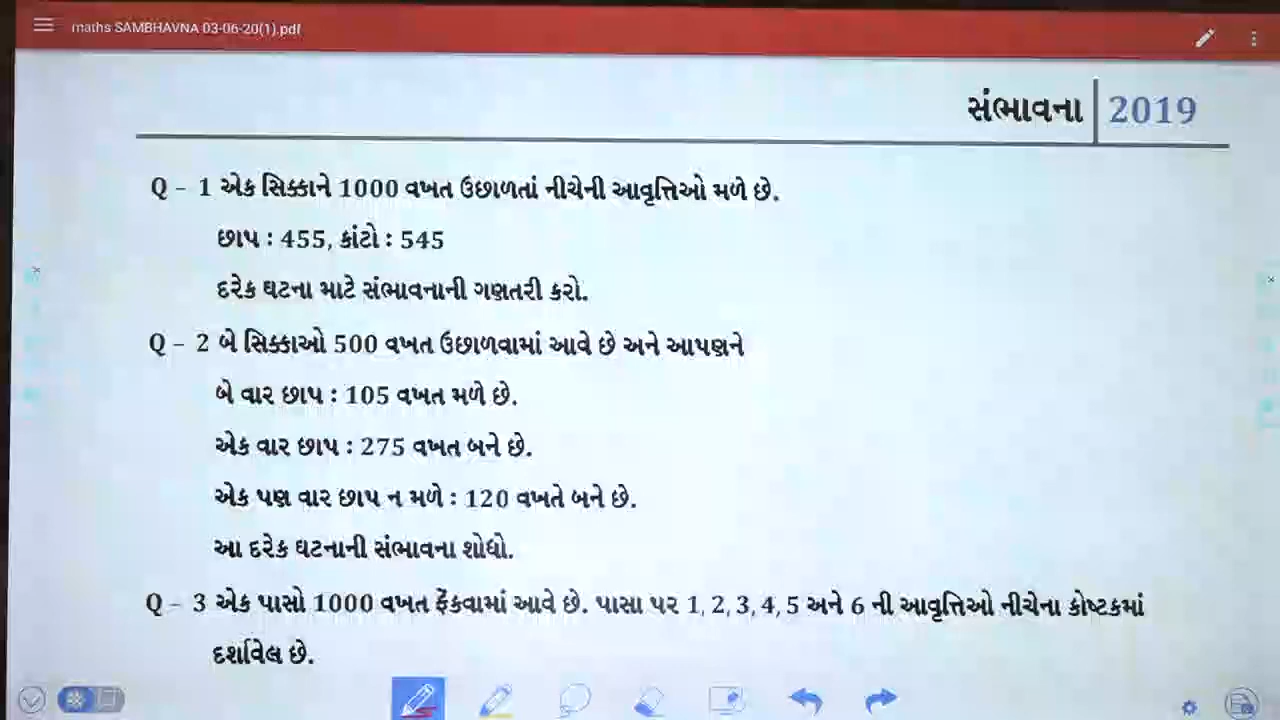 maths SAMBHAVNA 03-06-20(1).pdf
સંભાવના 2019
Q - 1 એક સિક્કાને 1000 વખત ઉછાળતાં નીચેની આવૃત્તિઓ મળે છે.
છાપ : 455, કાંટો : 545
દરેક ઘટના માટે સંભાવનાની ગણતરી કરો.
Q - 2 બે સિક્કાઓ 500 વખત ઉછાળવામાં આવે છે અને આપણને
બે વાર છાપ : 105 વખત મળે છે.
એક વાર છાપ : 275 વખત બને છે.
એક પણ વાર છાપ ન મળે : 120 વખતે બને છે.
આ દરેક ઘટનાની સંભાવના શોધો.
Q - 3 એક પાસો 1000 વખત ફેંકવામાં આવે છે. પાસા પર 1, 2, 3, 4, 5 અને 6 ની આવૃત્તિઓ નીચેના કોષ્ટકમાં
દર્શાવેલ છે.